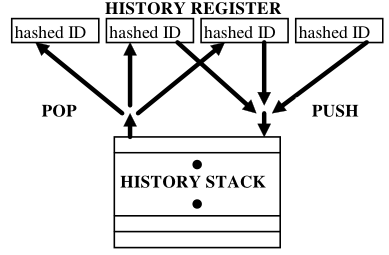 HISTORY REGISTER
hashed ID hashed ID hashed ID hashed ID
POP PUSH
HISTORY STACK